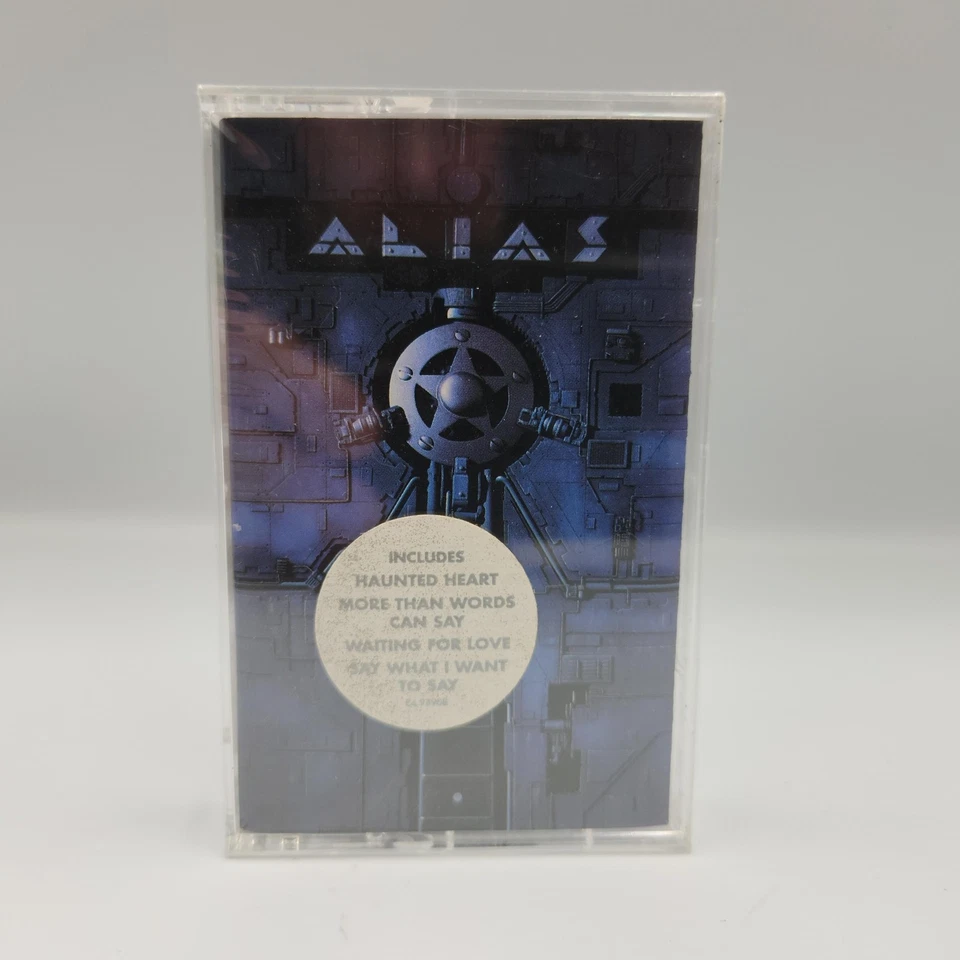 ALIAS
INCLUDES
HAUNTED HEART
MORE THAN WORDS
CAN SAY
WAITING FOR LOVE
SAY WHAT I WANT
TO SAY